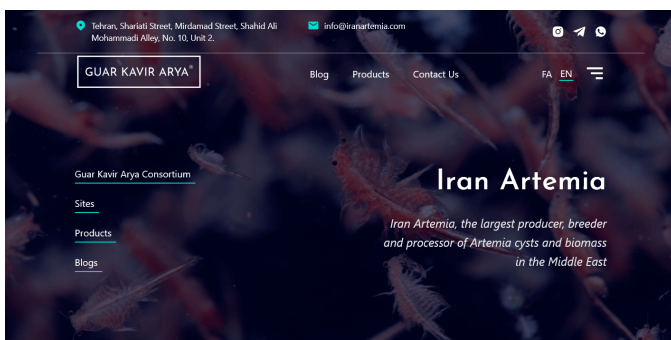 Tehran, Shariati Street, Mirdamad Street, Shahid Ali
Mohammadi Alley, No. 10, Unit 2.
info@iranartemia.com
GUAR KAVIR ARYA®
Blog
Products
Contact Us
FA
EN
Guar Kavir Arya Consortium
Sites
Products
Blogs
Iran Artemia
Iran Artemia, the largest producer, breeder
and processor of Artemia cysts and biomass
in the Middle East